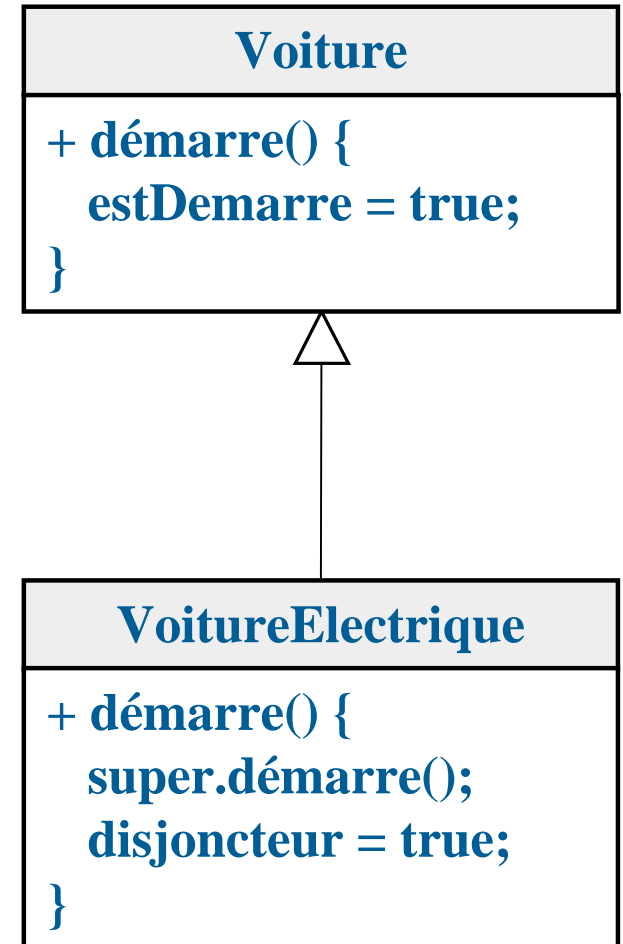 Voiture
+ démarre() {
estDemarre = true;
}
VoitureElectrique
+ démarre() {
super.démarre();
disjoncteur = true;
}